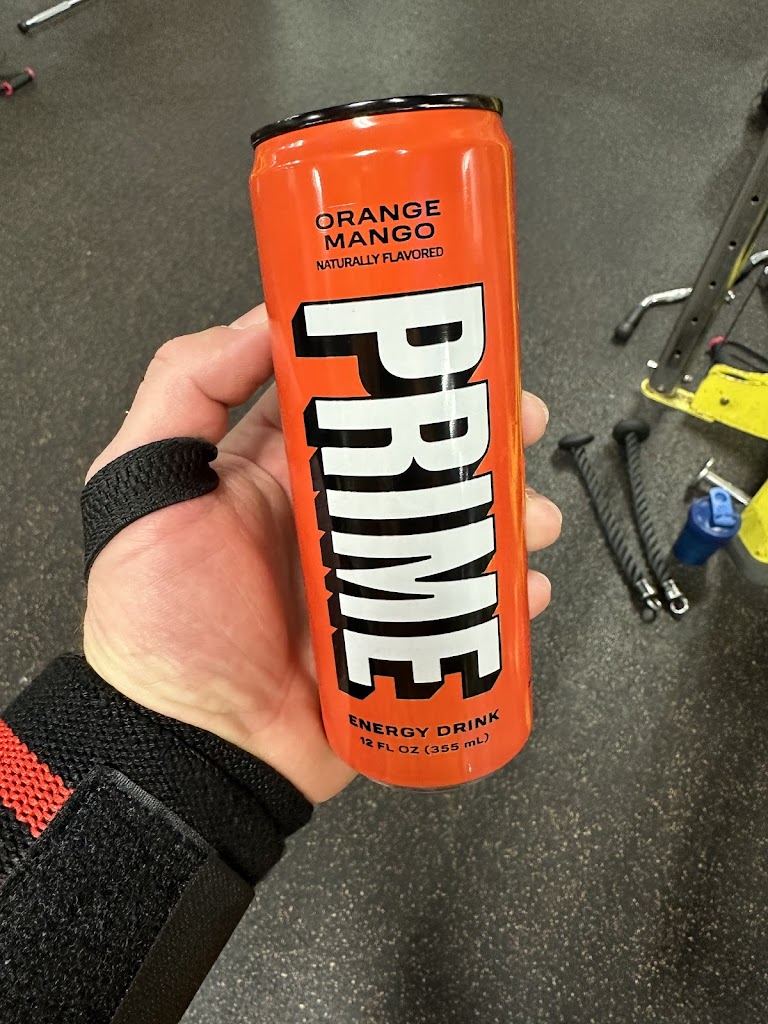 ORANGE
MANGO
NATURALLY FLAVORED
PRIME
ENERGY DRINK
12 FL OZ (355 mL)